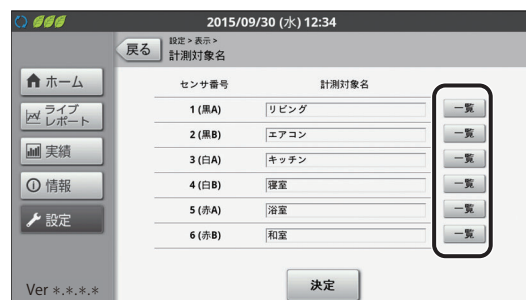 2015/09/30 (水) 12:34
戻る
設定 > 表示 >
計測対象名
ホーム
ライブ
レポート
実績
情報
設定
Ver *.*.*.*
センサ番号 計測対象名
1 (黒A) リビング 一覧
2 (黒B) エアコン 一覧
3 (白A) キッチン 一覧
4 (白B) 寝室 一覧
5 (赤A) 浴室 一覧
6 (赤B) 和室 一覧
決定